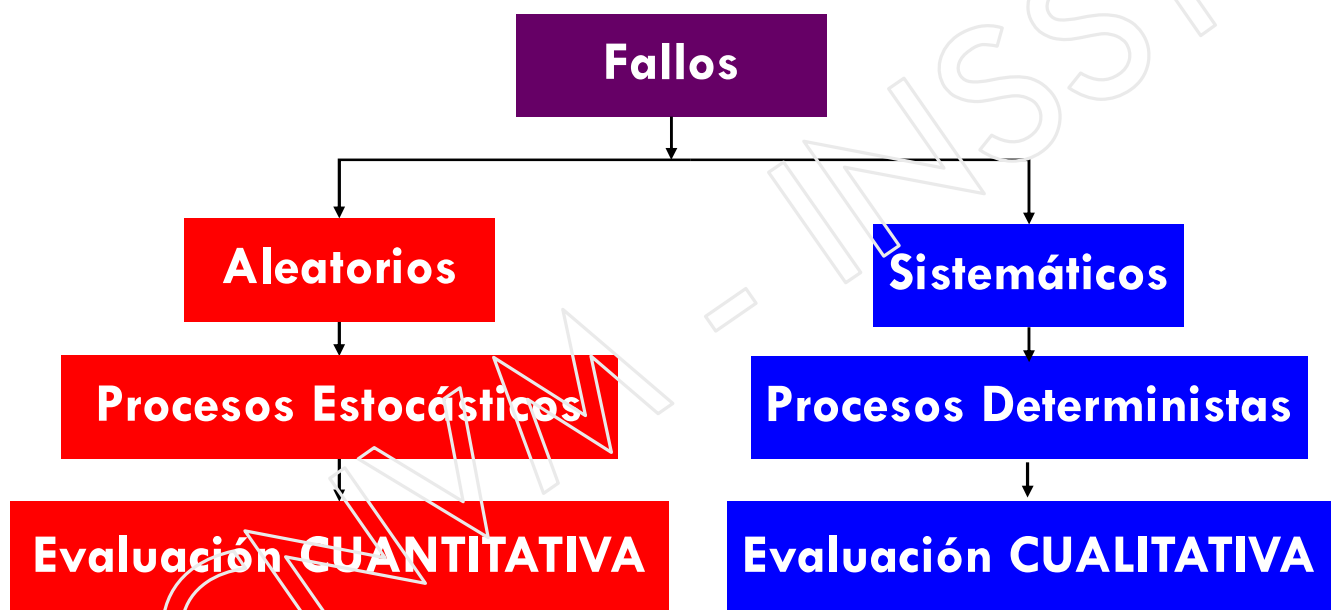 Fallos
Aleatorios
Sistemáticos
Procesos Estocásticos
Procesos Deterministas
Evaluación CUANTITATIVA
Evaluación CUALITATIVA